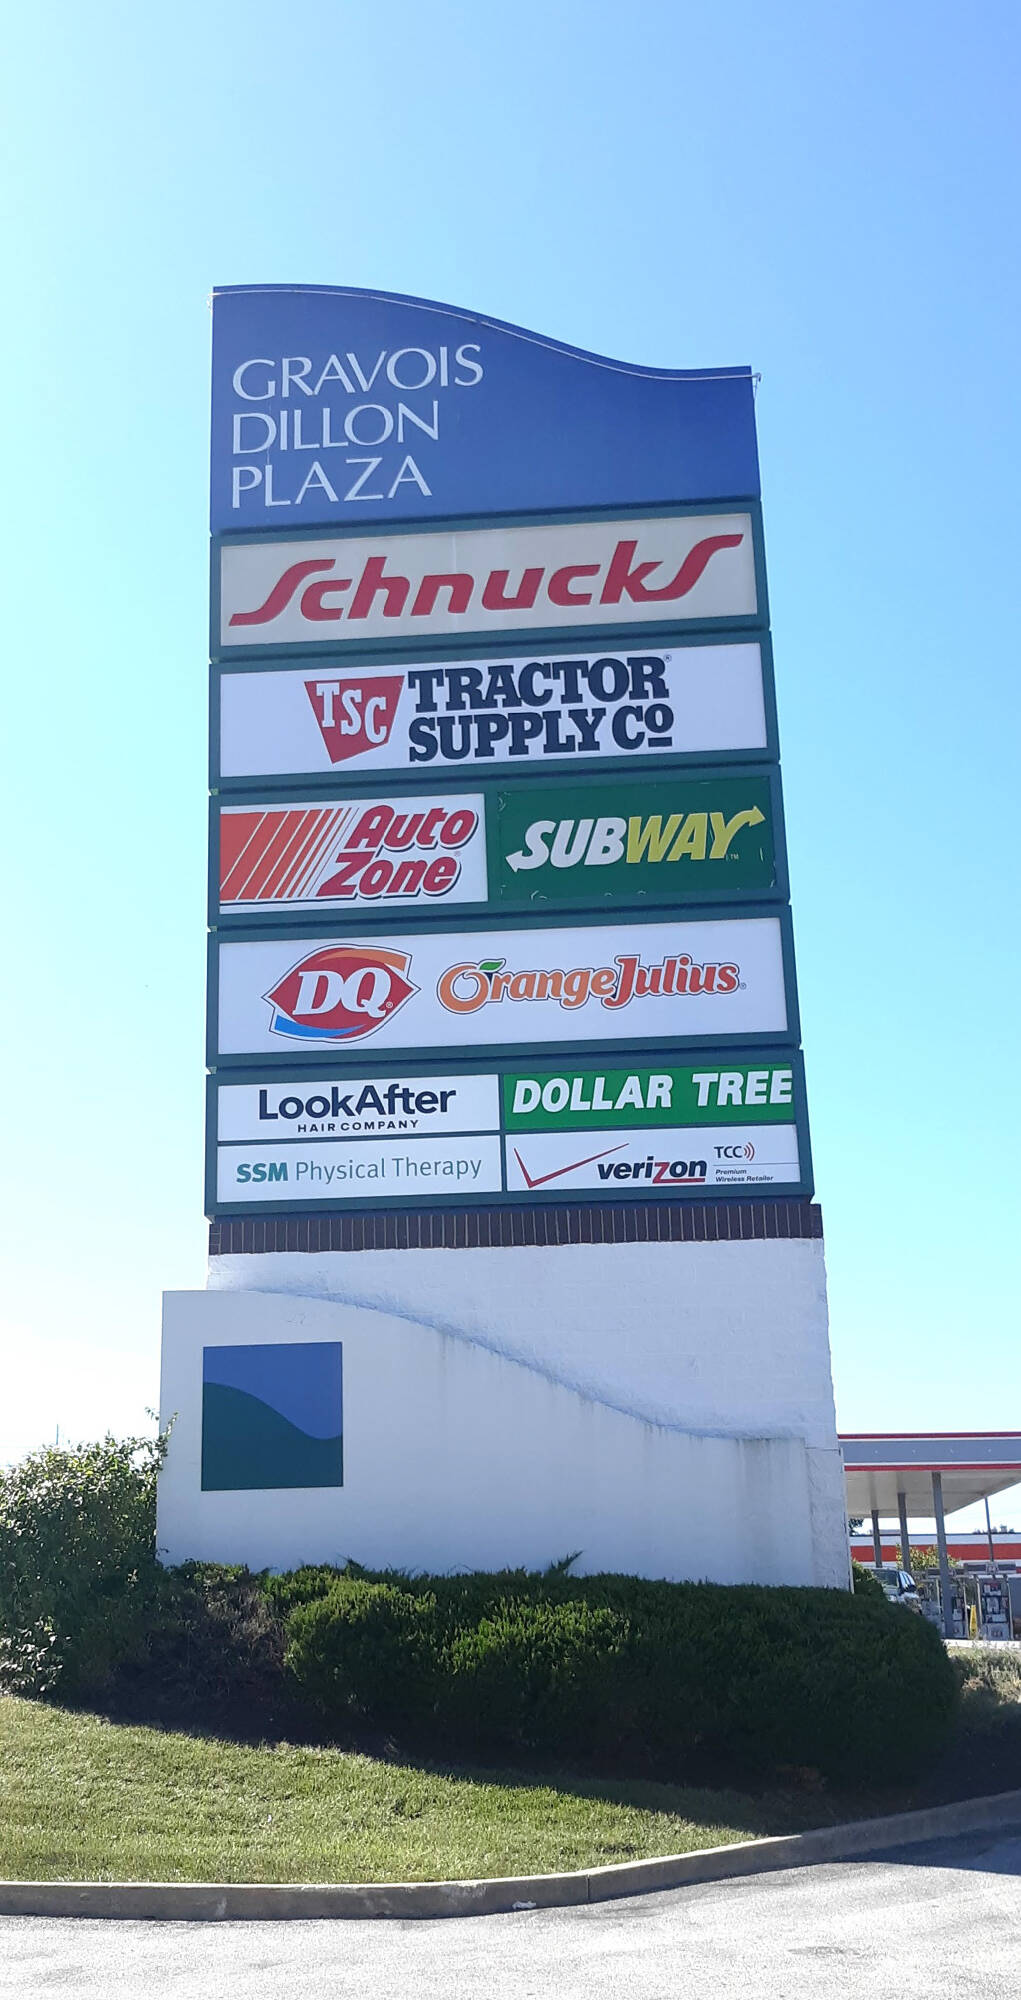 GRAVOIS
DILLON
PLAZA
Schnucks
TSC TRACTOR
SUPPLY Co
Auto
Zone
SUBWAY™
DQ® OrangeJulius®
LookAfter
HAIR COMPANY
DOLLAR TREE
SSM Physical Therapy
verizon
TCC
Premium
Wireless Retailer